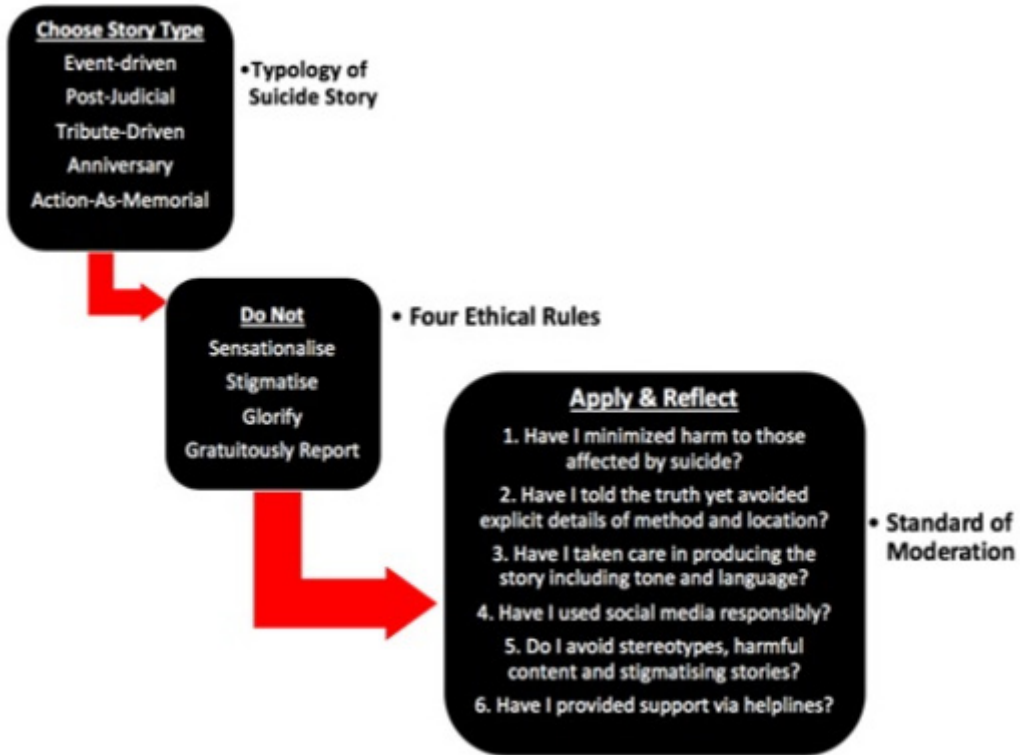 Choose Story Type
Event-driven
Post-Judicial
Tribute-Driven
Anniversary
Action-As-Memorial
•Typology of
Suicide Story
Do Not
Sensationalise
Stigmatise
Glorify
Gratuitously Report
• Four Ethical Rules
Apply & Reflect
1. Have I minimized harm to those
affected by suicide?
2. Have I told the truth yet avoided
explicit details of method and location?
3. Have I taken care in producing the
story including tone and language?
4. Have I used social media responsibly?
5. Do I avoid stereotypes, harmful
content and stigmatising stories?
6. Have I provided support via helplines?
• Standard of
Moderation